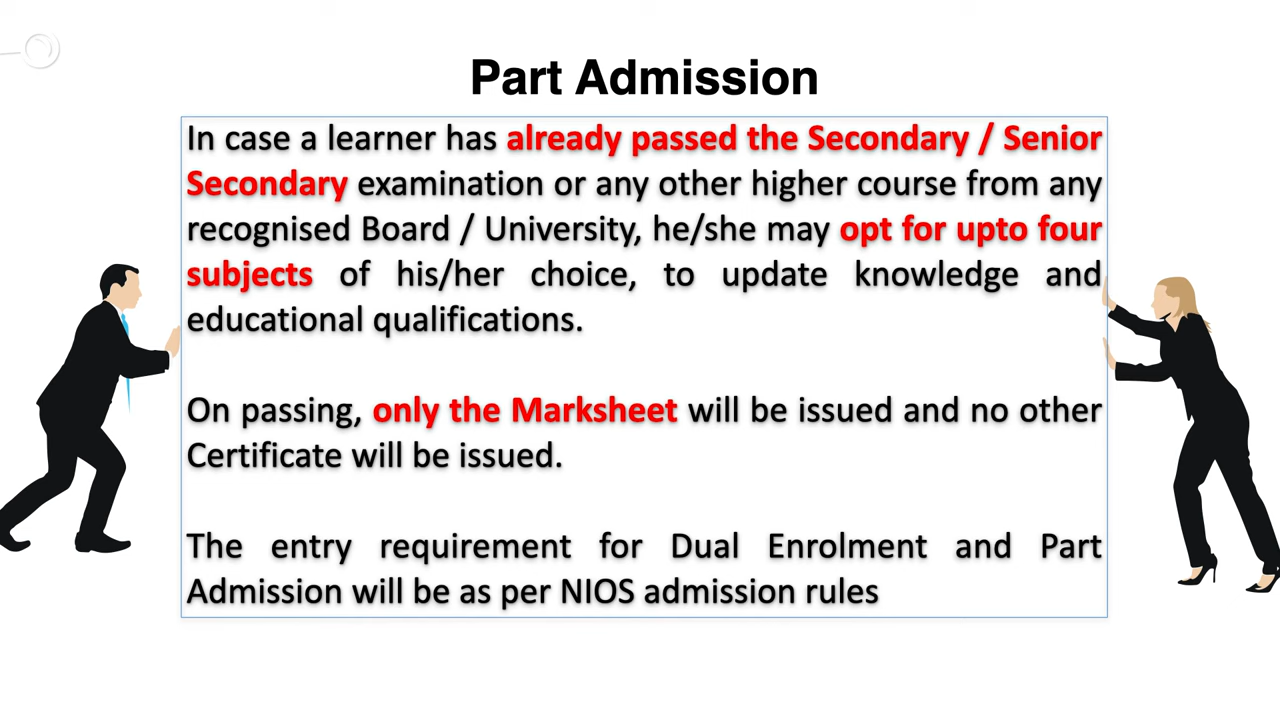 Part Admission
In case a learner has already passed the Secondary / Senior
Secondary examination or any other higher course from any
recognised Board / University, he/she may opt for upto four
subjects of his/her choice, to update knowledge and
educational qualifications.
On passing, only the Marksheet will be issued and no other
Certificate will be issued.
The entry requirement for Dual Enrolment and Part
Admission will be as per NIOS admission rules